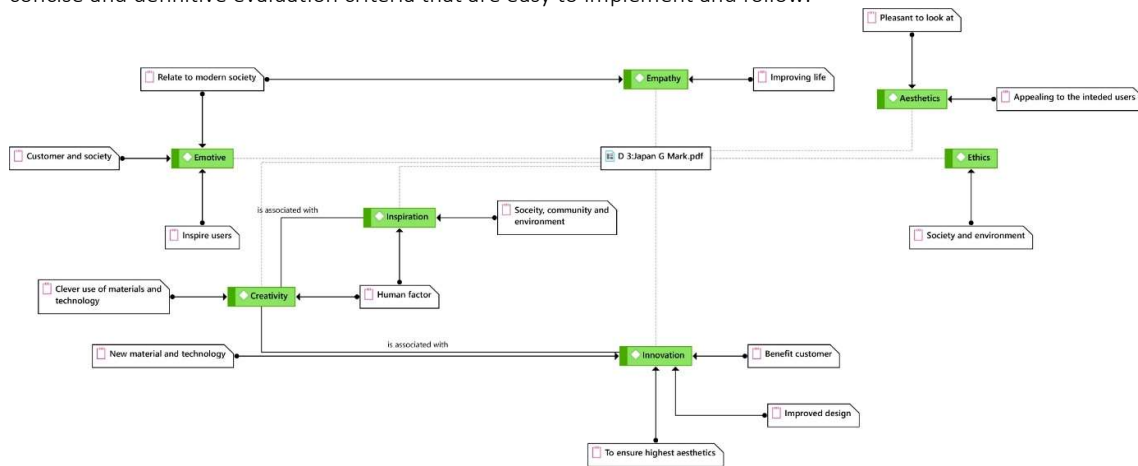 concise and definitive evaluation criteria that are easy to implement and follow.
Pleasant to look at
Relate to modern society
Empathy
Improving life
Aesthetics
Appealing to the inteded users
Customer and society
Emotive
D 3:Japan G Mark.pdf
Ethics
is associated with
Inspiration
Soceity, community and
environment
Inspire users
Society and environment
Clever use of materials and
technology
Creativity
Human factor
is associated with
New material and technology
Innovation
Benefit customer
Improved design
To ensure highest aesthetics